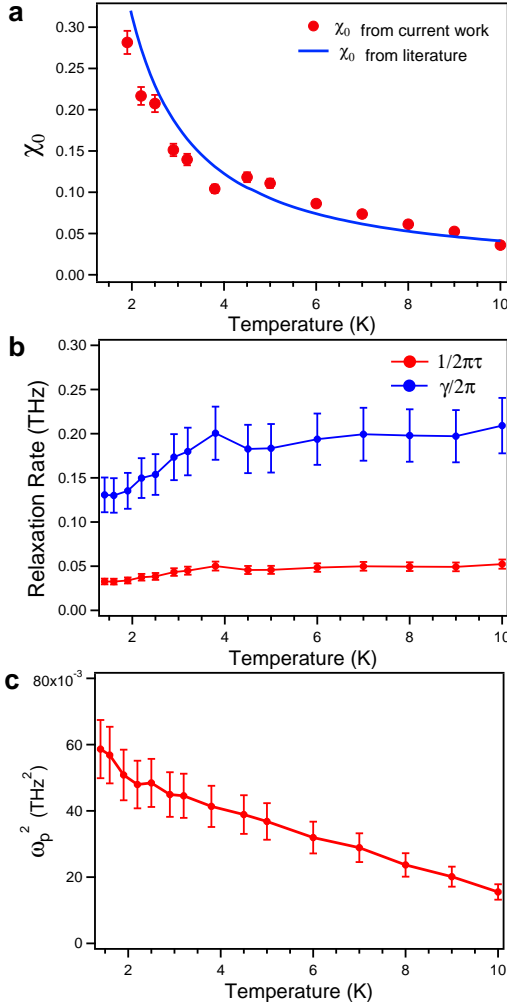 a
0.30
0.25
0.20
0.15
0.10
0.05
0.00
χ₀
χ₀ from current work
χ₀ from literature
2 4 6 8 10
Temperature (K)
b
0.30
0.25
0.20
0.15
0.10
0.05
0.00
Relaxation Rate (THz)
1/2πτ
γ/2π
2 4 6 8 10
Temperature (K)
c
80x10⁻³
60
40
20
0
ωₚ² (THz²)
2 4 6 8 10
Temperature (K)